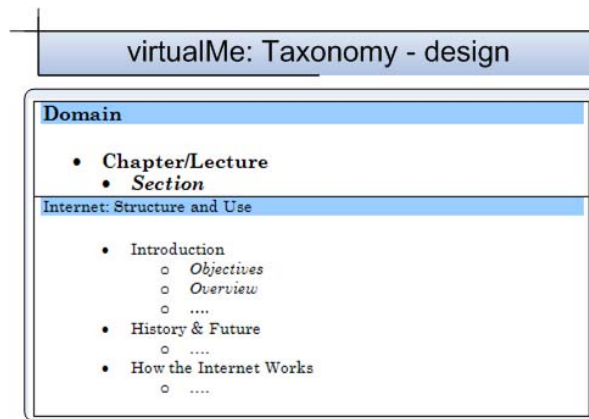 virtualMe: Taxonomy - design
Domain
• Chapter/Lecture
• Section
Internet: Structure and Use
• Introduction
o Objectives
o Overview
o ....
• History & Future
o ....
• How the Internet Works
o ....